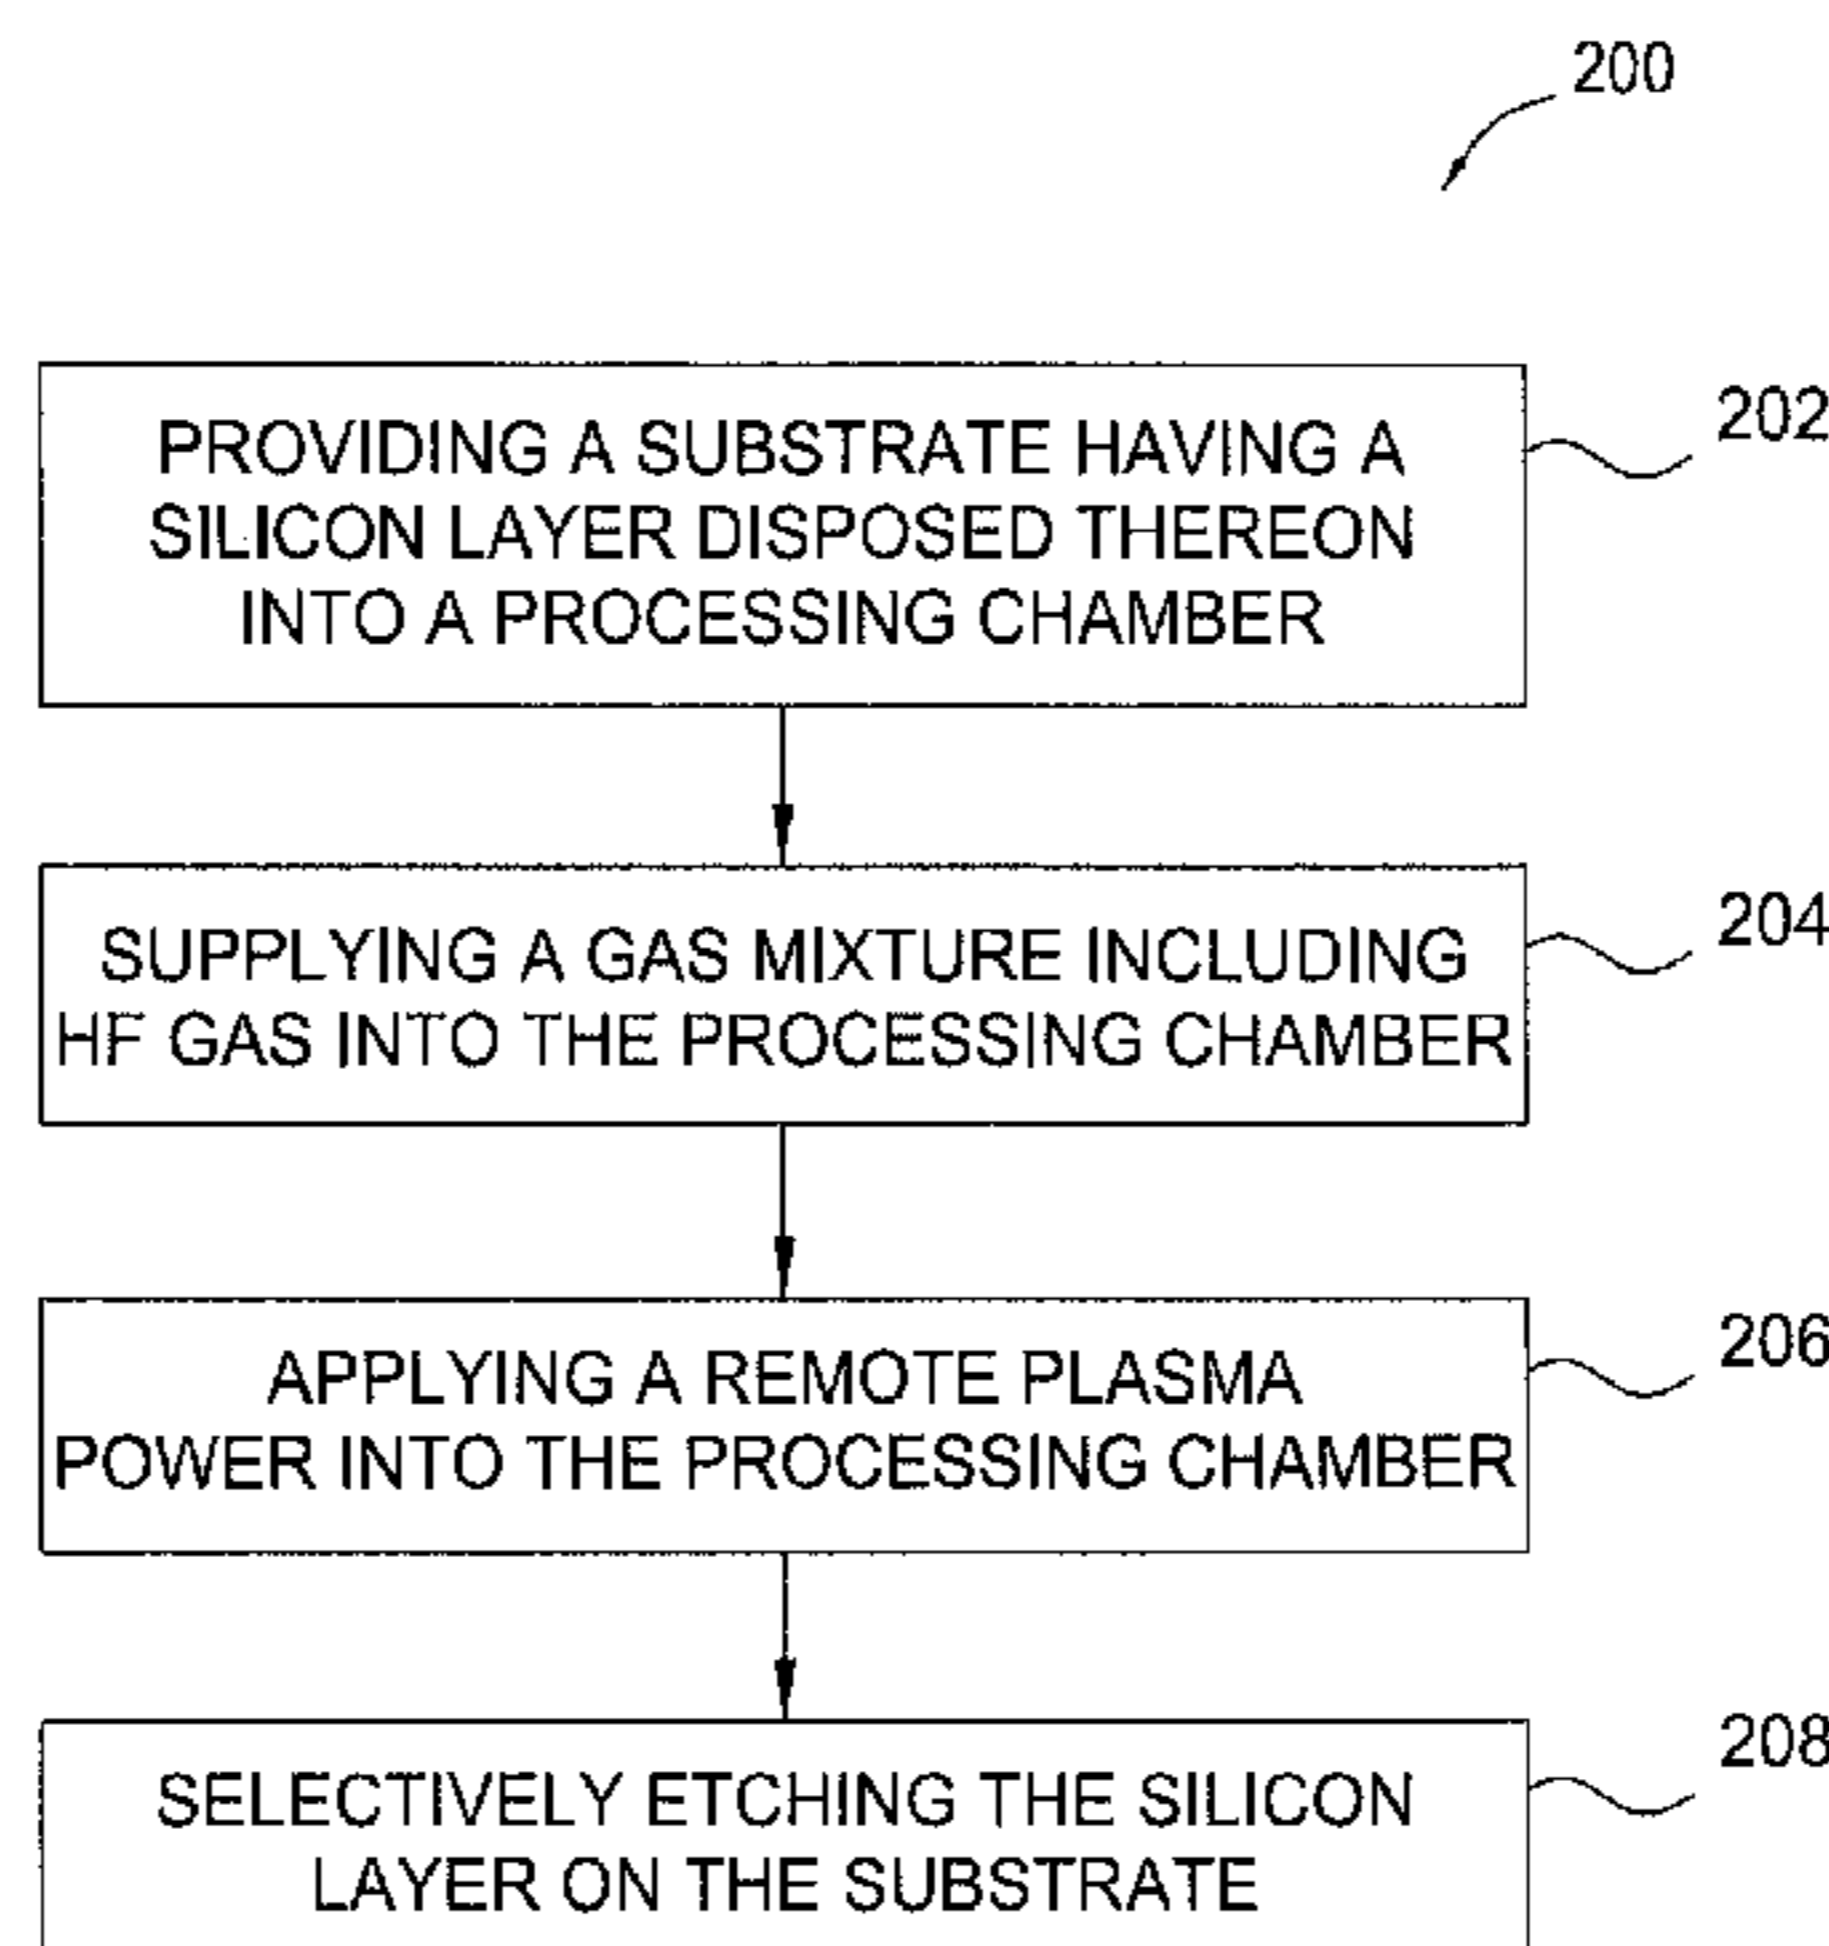 200
PROVIDING A SUBSTRATE HAVING A
SILICON LAYER DISPOSED THEREON
INTO A PROCESSING CHAMBER
202
SUPPLYING A GAS MIXTURE INCLUDING
HF GAS INTO THE PROCESSING CHAMBER
204
APPLYING A REMOTE PLASMA
POWER INTO THE PROCESSING CHAMBER
206
SELECTIVELY ETCHING THE SILICON
LAYER ON THE SUBSTRATE
208